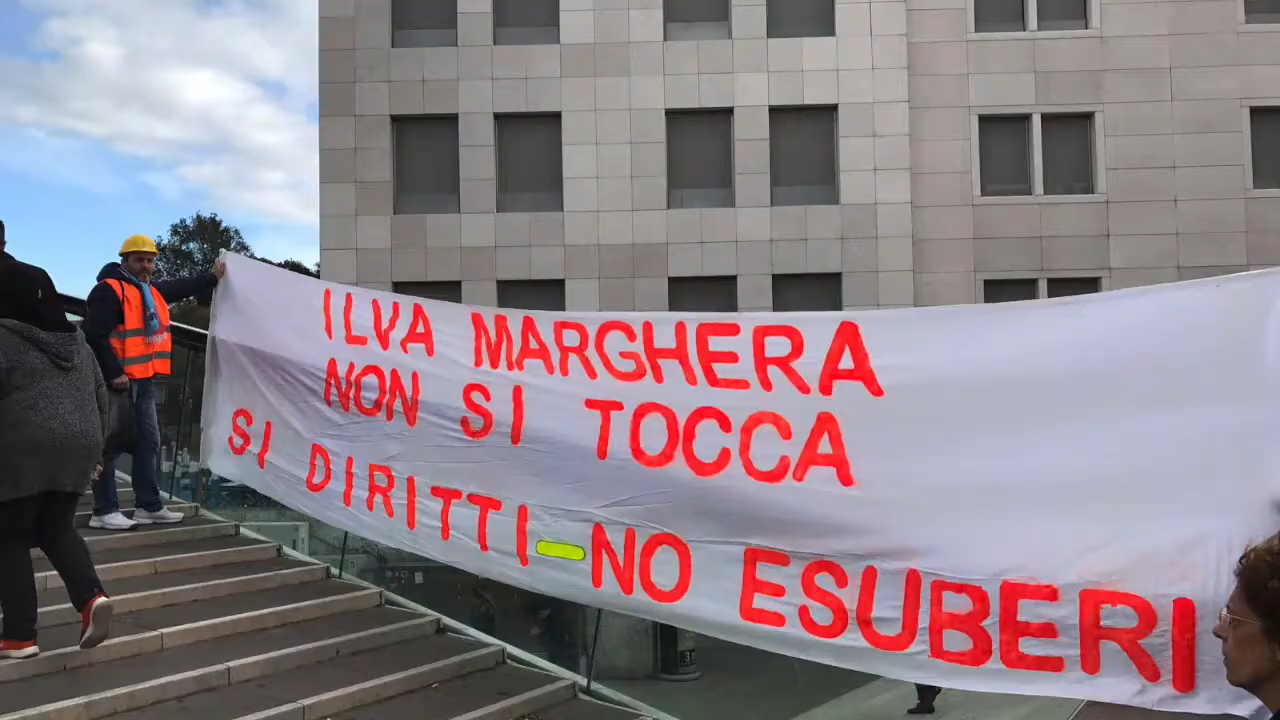 ILVA MARGHERA
NON SI TOCCA
SI DIRITTI-NO ESUBERI